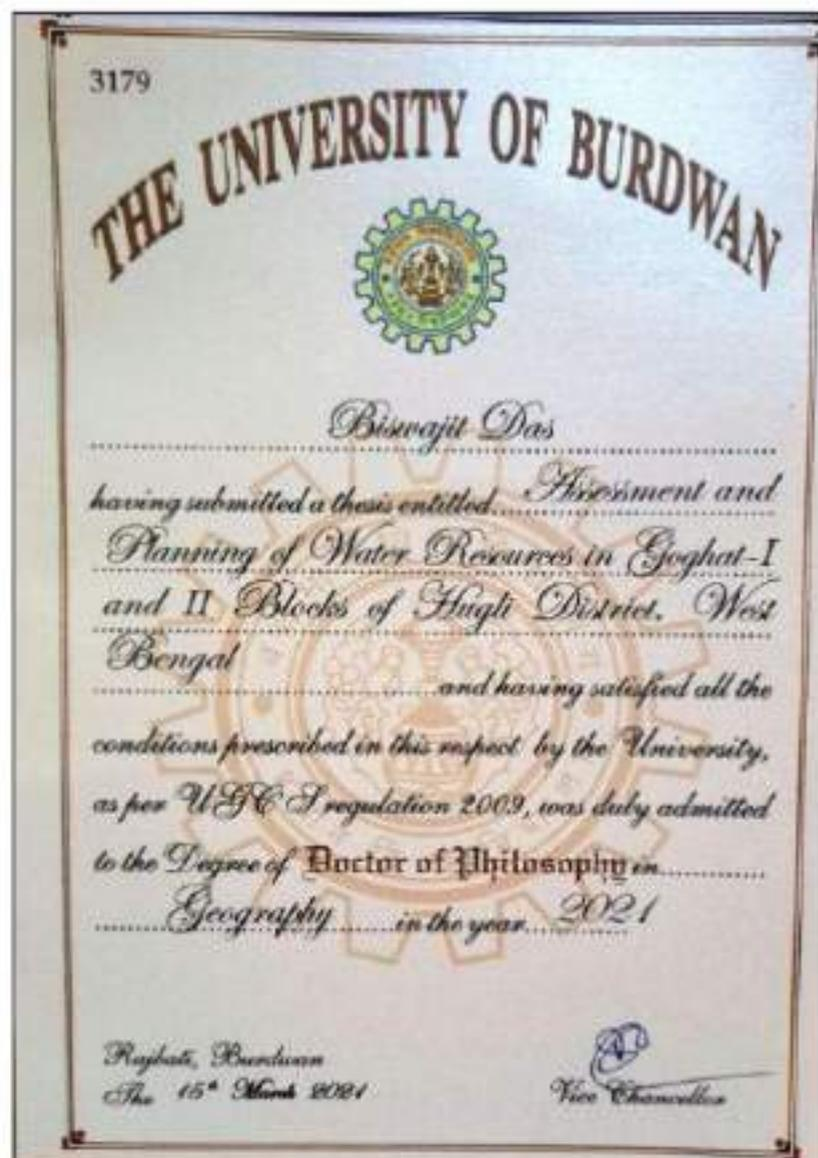 3179
THE UNIVERSITY OF BURDWAN
Biswajit Das
having submitted a thesis entitled Assessment and
Planning of Water Resources in Goghat-I
and II Blocks of Hugli District, West
Bengal
and having satisfied all the
conditions prescribed in this respect by the University,
as per UGC'S regulation 2009, was duly admitted
to the Degree of Doctor of Philosophy in
Geography in the year 2021
Rajbati, Burdwan
The 15th March 2021
Vice Chancellor